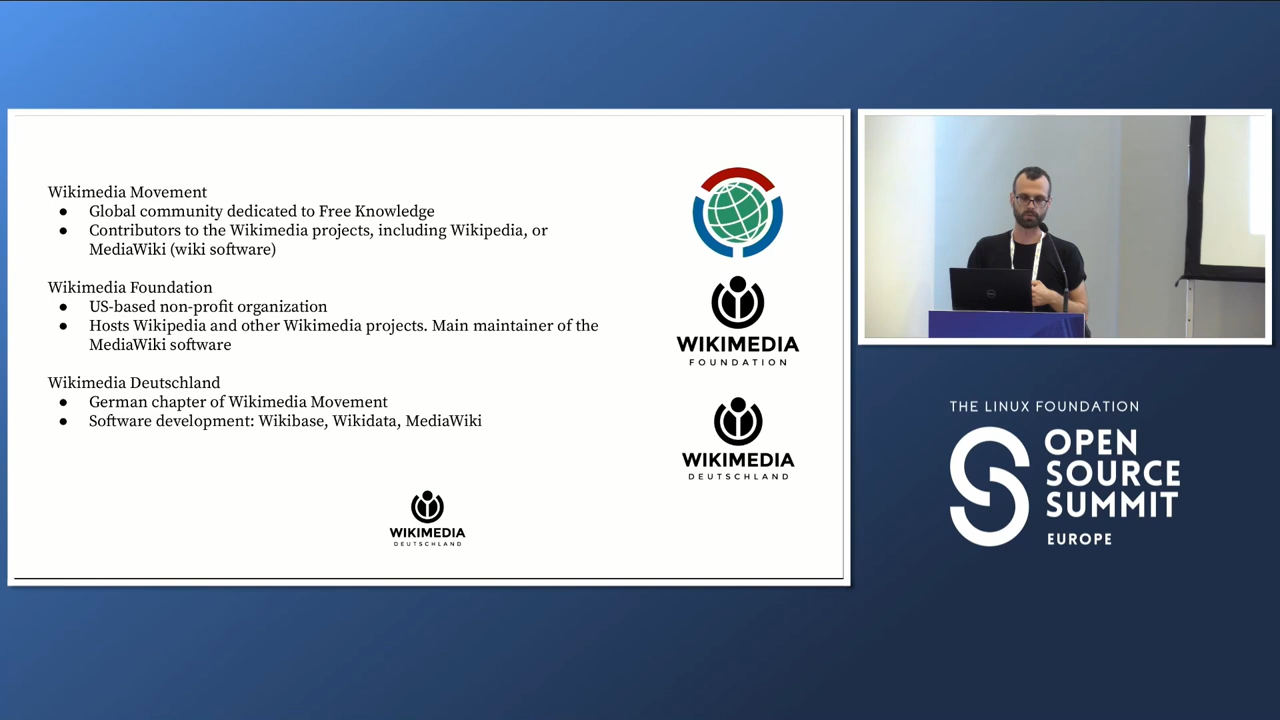 Wikimedia Movement
● Global community dedicated to Free Knowledge
● Contributors to the Wikimedia projects, including Wikipedia, or
MediaWiki (wiki software)
Wikimedia Foundation
● US-based non-profit organization
● Hosts Wikipedia and other Wikimedia projects. Main maintainer of the
MediaWiki software
Wikimedia Deutschland
● German chapter of Wikimedia Movement
● Software development: Wikibase, Wikidata, MediaWiki
WIKIMEDIA
FOUNDATION
WIKIMEDIA
DEUTSCHLAND
WIKIMEDIA
DEUTSCHLAND
THE LINUX FOUNDATION
OPEN
SOURCE
SUMMIT
EUROPE